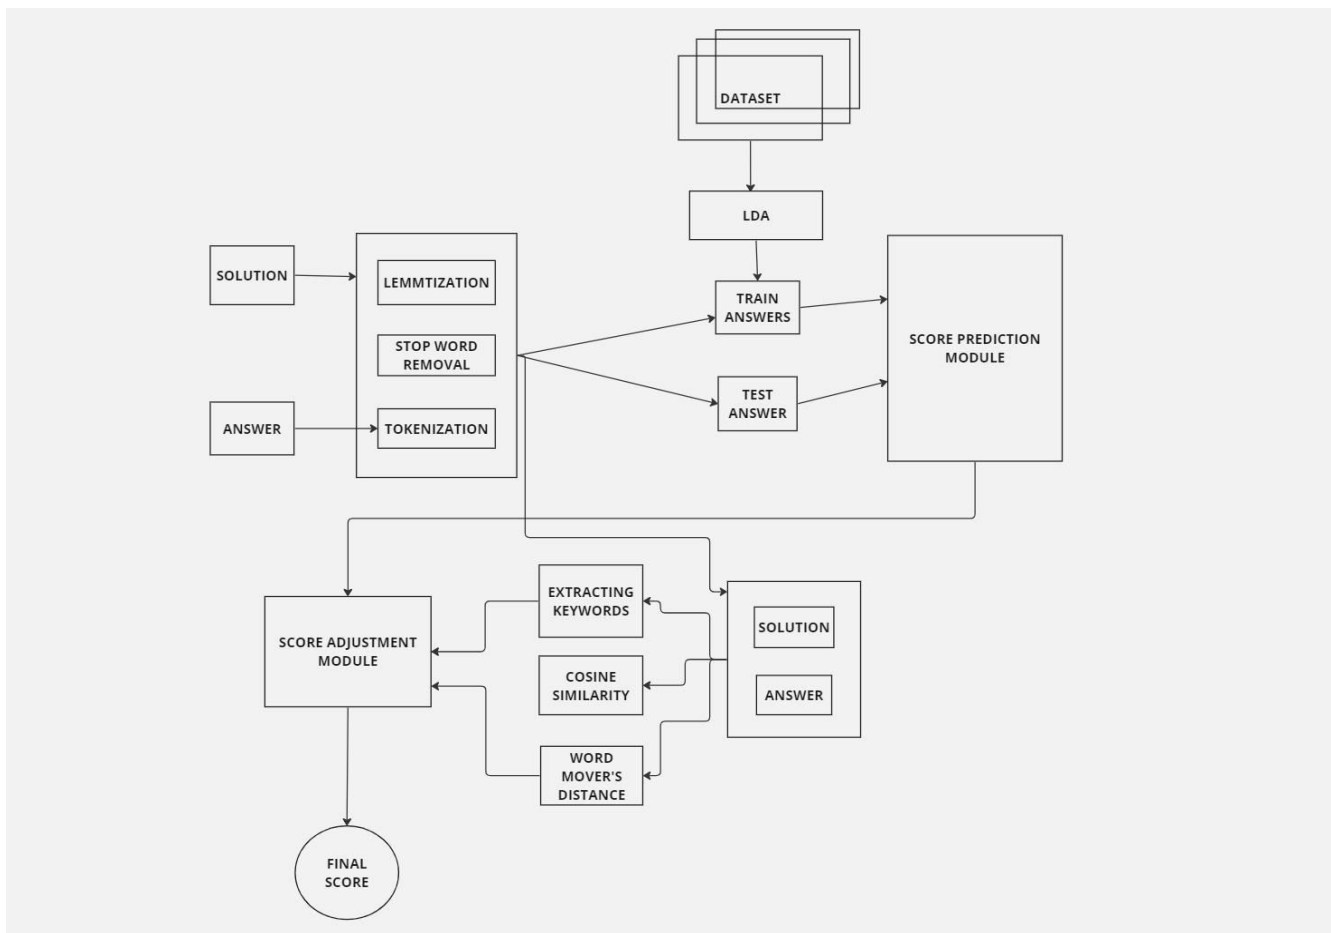 DATASET
LDA
SOLUTION
LEMMTIZATION
TRAIN
ANSWERS
STOP WORD
REMOVAL
SCORE PREDICTION
MODULE
TEST
ANSWER
ANSWER
TOKENIZATION
EXTRACTING
KEYWORDS
SOLUTION
SCORE ADJUSTMENT
MODULE
COSINE
SIMILARITY
ANSWER
WORD
MOVER'S
DISTANCE
FINAL
SCORE